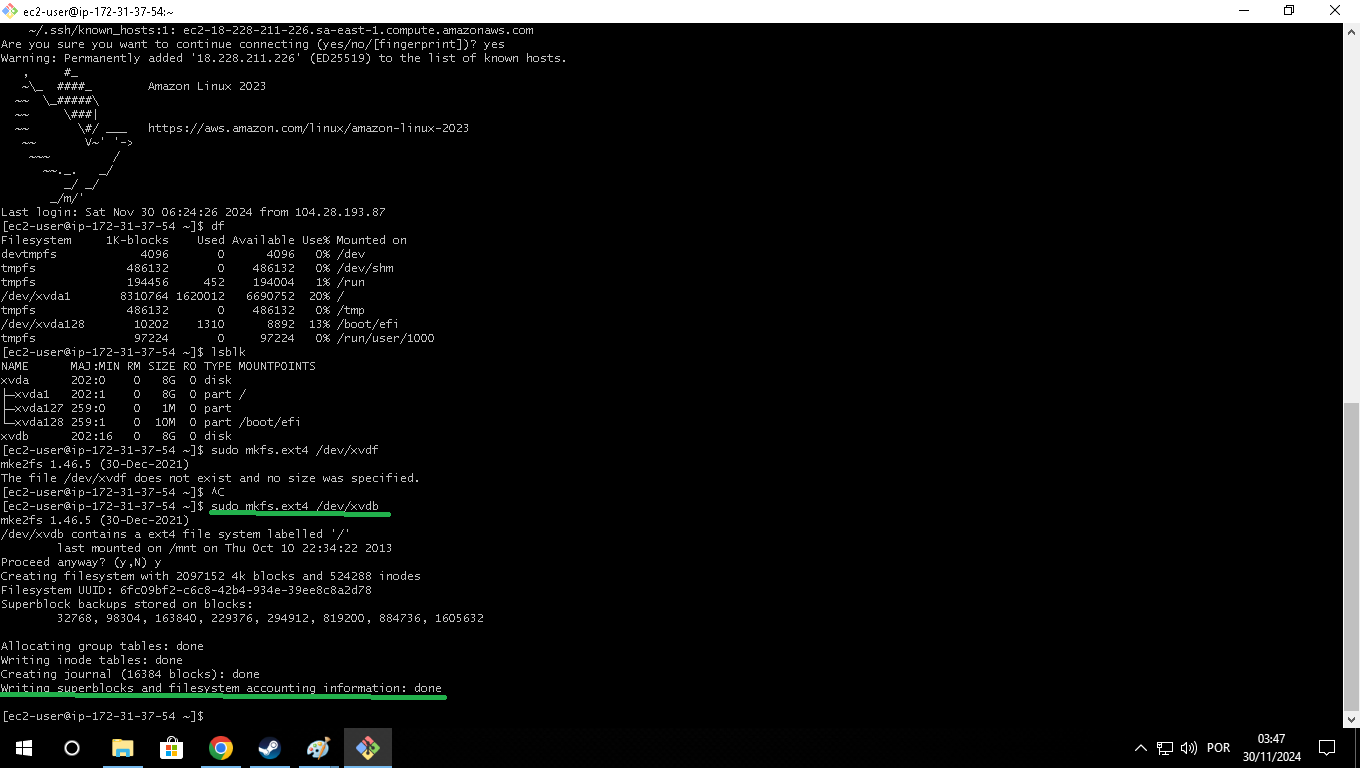 ec2-user@ip-172-31-37-54:~
    ~/.ssh/known_hosts:1: ec2-18-228-211-226.sa-east-1.compute.amazonaws.com
Are you sure you want to continue connecting (yes/no/[fingerprint])? yes
Warning: Permanently added '18.228.211.226' (ED25519) to the list of known hosts.
   ,     #_
   ~\_  ####_        Amazon Linux 2023
  ~~  \_#####\
  ~~     \###|
  ~~       \#/ ___   https://aws.amazon.com/linux/amazon-linux-2023
   ~~       V~' '->
    ~~~         /
      ~~._.   _/
         _/ _/
       _/m/'
Last login: Sat Nov 30 06:24:26 2024 from 104.28.193.87
[ec2-user@ip-172-31-37-54 ~]$ df
Filesystem     1K-blocks    Used Available Use% Mounted on
devtmpfs            4096       0      4096   0% /dev
tmpfs             486132       0    486132   0% /dev/shm
tmpfs             194456     452    194004   1% /run
/dev/xvda1       8310764 1620012   6690752  20% /
tmpfs             486132       0    486132   0% /tmp
/dev/xvda128       10202    1310      8892  13% /boot/efi
tmpfs              97224       0     97224   0% /run/user/1000
[ec2-user@ip-172-31-37-54 ~]$ lsblk
NAME      MAJ:MIN RM SIZE RO TYPE MOUNTPOINTS
xvda      202:0    0   8G  0 disk
├─xvda1   202:1    0   8G  0 part /
├─xvda127 259:0    0   1M  0 part
└─xvda128 259:1    0  10M  0 part /boot/efi
xvdb      202:16   0   8G  0 disk
[ec2-user@ip-172-31-37-54 ~]$ sudo mkfs.ext4 /dev/xvdf
mke2fs 1.46.5 (30-Dec-2021)
The file /dev/xvdf does not exist and no size was specified.
[ec2-user@ip-172-31-37-54 ~]$ ^C
[ec2-user@ip-172-31-37-54 ~]$ sudo mkfs.ext4 /dev/xvdb
mke2fs 1.46.5 (30-Dec-2021)
/dev/xvdb contains a ext4 file system labelled '/'
        last mounted on /mnt on Thu Oct 10 22:34:22 2013
Proceed anyway? (y,N) y
Creating filesystem with 2097152 4k blocks and 524288 inodes
Filesystem UUID: 6fc09bf2-c6c8-42b4-934e-39ee8c8a2d78
Superblock backups stored on blocks:
        32768, 98304, 163840, 229376, 294912, 819200, 884736, 1605632
Allocating group tables: done
Writing inode tables: done
Creating journal (16384 blocks): done
Writing superblocks and filesystem accounting information: done
[ec2-user@ip-172-31-37-54 ~]$
POR
03:47
30/11/2024